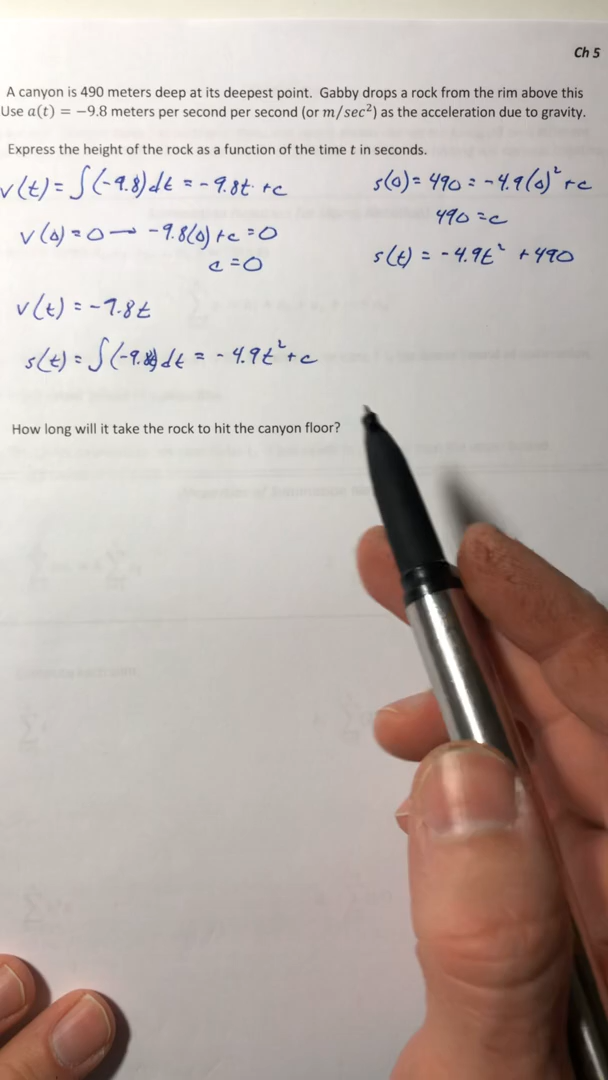 Ch 5
A canyon is 490 meters deep at its deepest point. Gabby drops a rock from the rim above this
Use a(t) = −9.8 meters per second per second (or m/sec²) as the acceleration due to gravity.
Express the height of the rock as a function of the time t in seconds.
v(t) = ∫(-9.8)dt = -9.8t + c
v(0) = 0 → -9.8(0) + c = 0
c = 0
v(t) = -9.8t
s(t) = ∫(-9.8t)dt = -4.9t² + c
s(0) = 490 = -4.9(0)² + c
490 = c
s(t) = -4.9t² + 490
How long will it take the rock to hit the canyon floor?